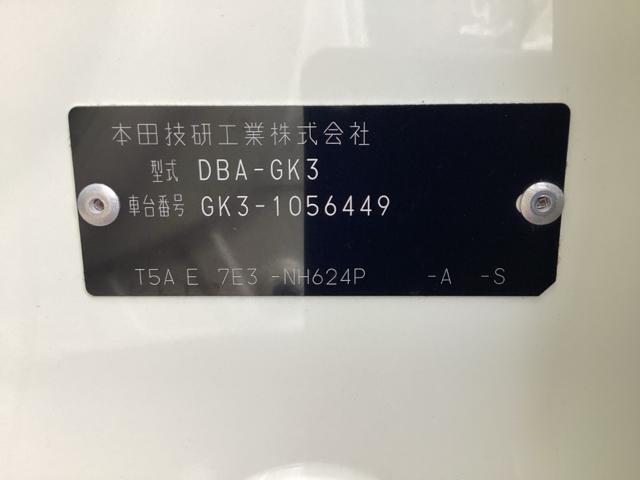 本田技研工業株式会社
型式 DBA-GK3
車台番号 GK3-1056449
T5A E 7E3 -NH624P -A -S